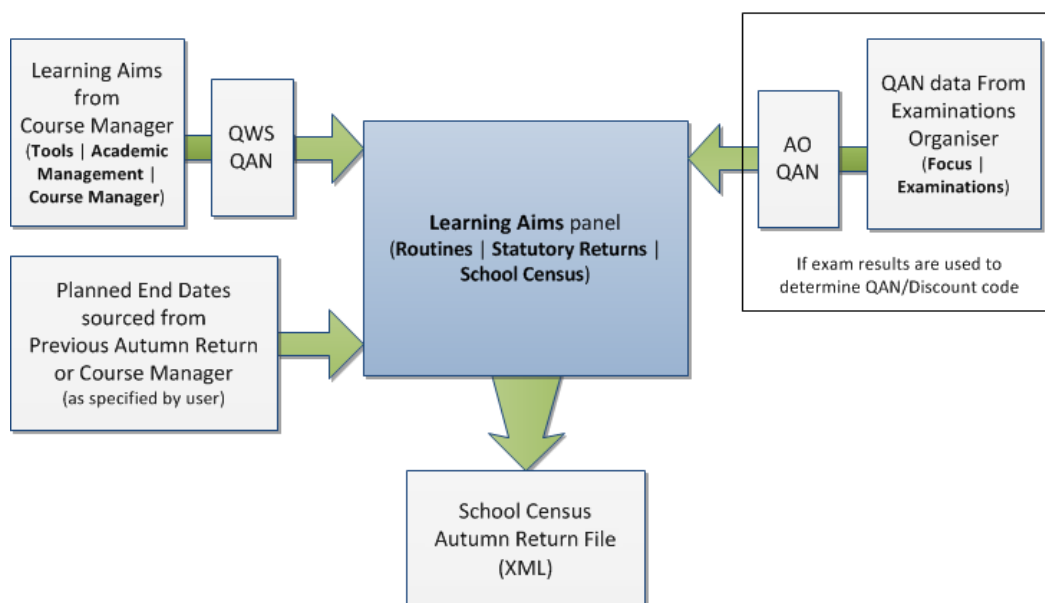 Learning Aims
from
Course Manager
(Tools | Academic
Management |
Course Manager)
QWS
QAN
Learning Aims panel
(Routines | Statutory Returns |
School Census)
AO
QAN
QAN data From
Examinations
Organiser
(Focus |
Examinations)
If exam results are used to
determine QAN/Discount code
Planned End Dates
sourced from
Previous Autumn Return
or Course Manager
(as specified by user)
School Census
Autumn Return File
(XML)